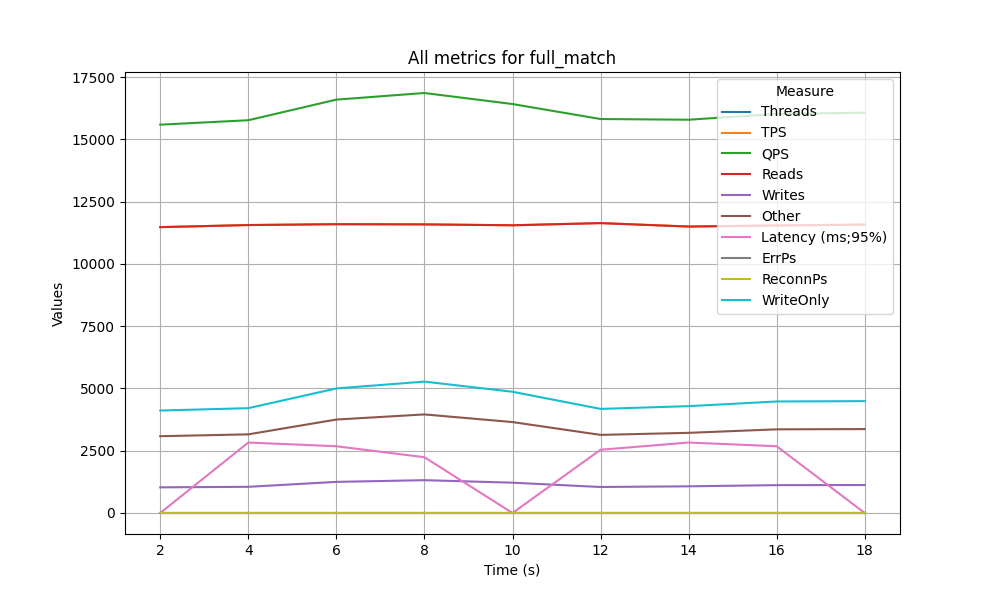 All metrics for full_match
17500
15000
12500
10000
7500
5000
2500
0
Values
2 4 6 8 10 12 14 16 18
Time (s)
Measure
Threads
TPS
QPS
Reads
Writes
Other
Latency (ms;95%)
ErrPs
ReconnPs
WriteOnly